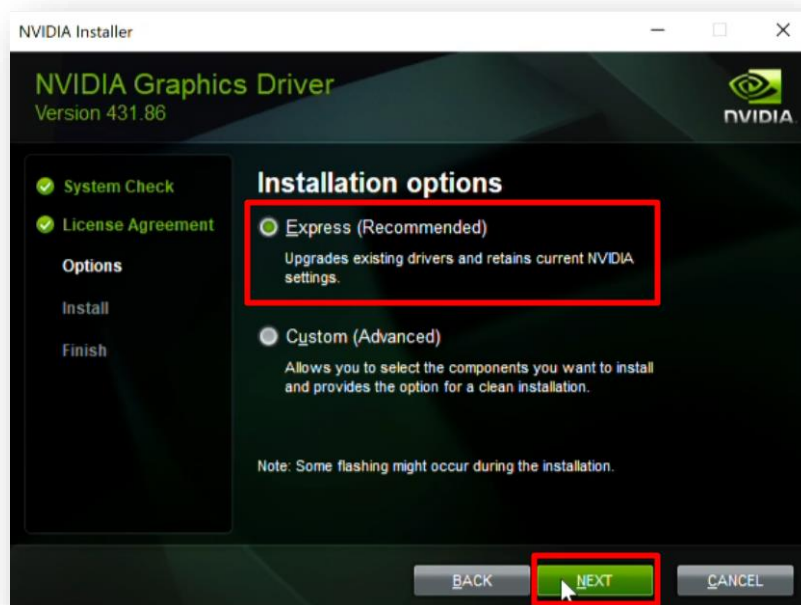 NVIDIA Installer
NVIDIA Graphics Driver
Version 431.86
NVIDIA.
System Check
License Agreement
Options
Install
Finish
Installation options
Express (Recommended)
Upgrades existing drivers and retains current NVIDIA
settings.
Custom (Advanced)
Allows you to select the components you want to install
and provides the option for a clean installation.
Note: Some flashing might occur during the installation.
BACK
NEXT
CANCEL